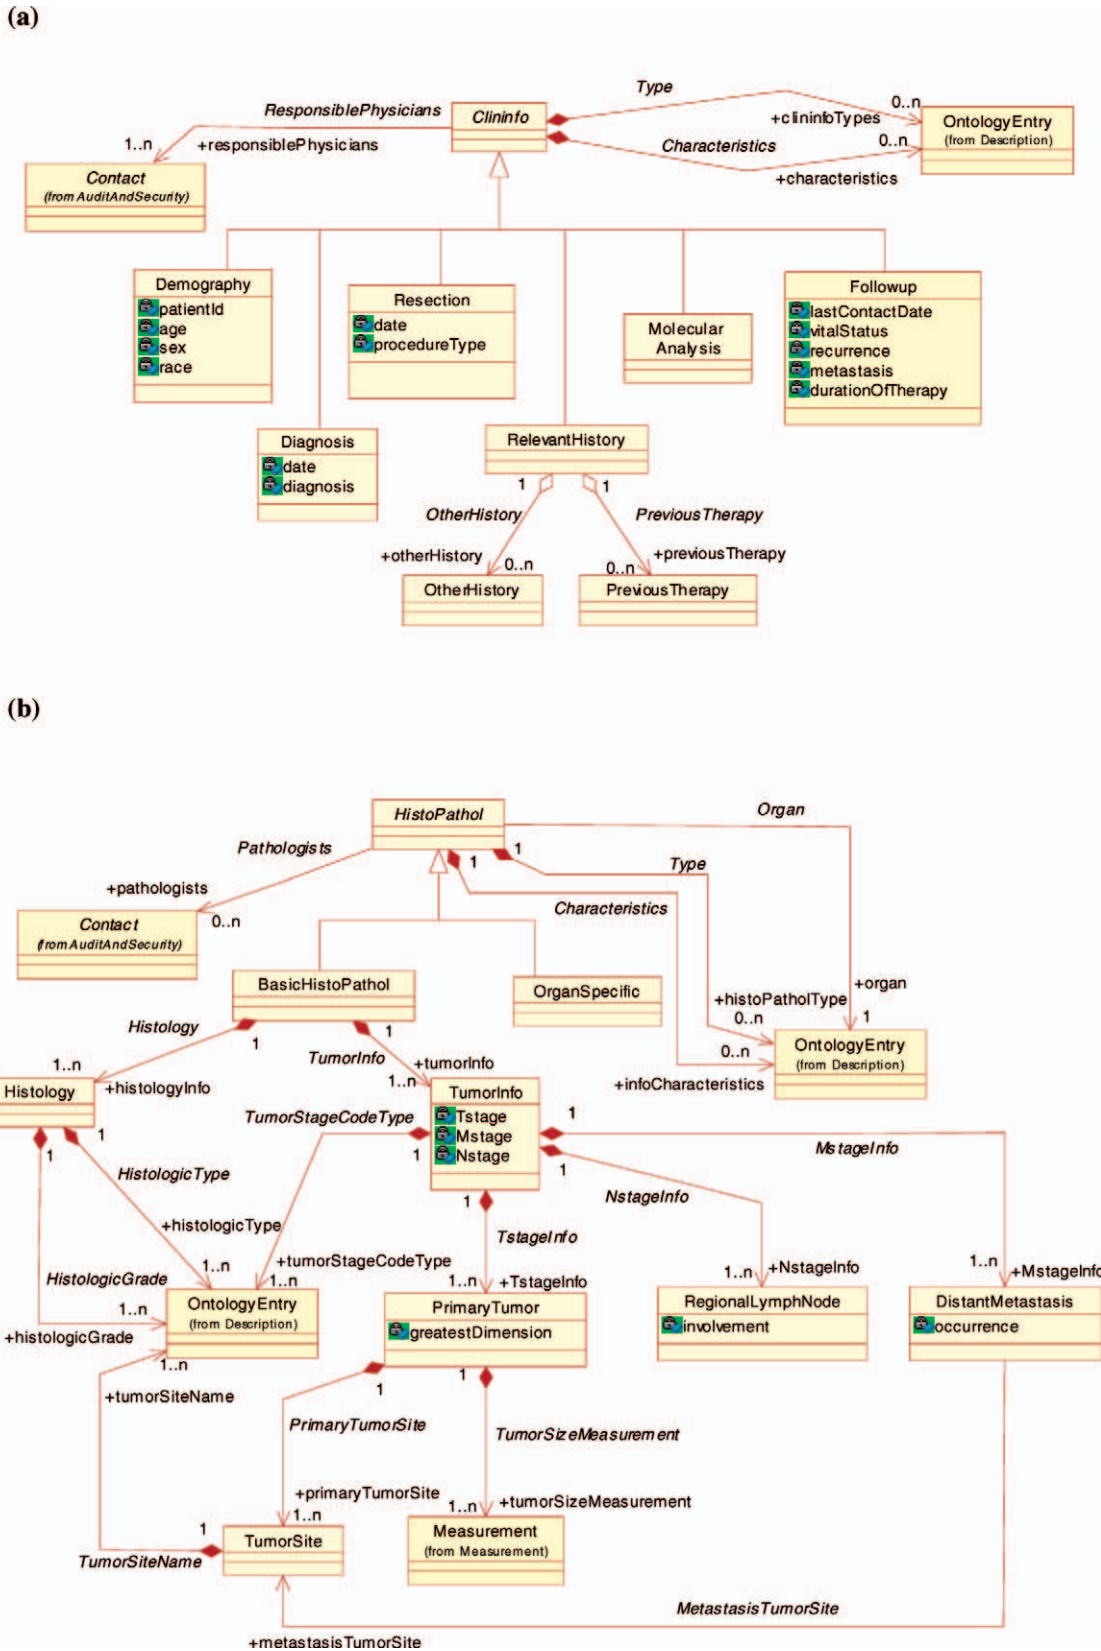 (a)
Type
ResponsiblePhysicians
Clininfo
0..n
+clininfoTypes
OntologyEntry
(from Description)
1..n
+responsiblePhysicians
Characteristics
0..n
+characteristics
Contact
(from AuditAndSecurity)
Demography
patientId
age
sex
race
Resection
date
procedureType
Molecular
Analysis
Followup
lastContactDate
vitalStatus
recurrence
metastasis
durationOfTherapy
Diagnosis
date
diagnosis
RelevantHistory
1
1
OtherHistory
PreviousTherapy
+otherHistory
+previousTherapy
0..n
0..n
OtherHistory
PreviousTherapy
(b)
HistoPathol
Organ
Pathologists
1
1
Type
+pathologists
Characteristics
0..n
Contact
(from AuditAndSecurity)
BasicHistoPathol
OrganSpecific
+organ
+histoPatholType
0..n
1
Histology
1
1
TumorInfo
+tumorInfo
0..n
OntologyEntry
(from Description)
1..n
+histologyInfo
1..n
+infoCharacteristics
Histology
TumorInfo
Tstage
Mstage
Nstage
TumorStageCodeType
1
1
1
1
MstageInfo
1
1
HistologicType
NstageInfo
1
+histologicType
TstageInfo
HistologicGrade
1..n
+tumorStageCodeType
1..n
1..n
+TstageInfo
1..n
+NstageInfo
1..n
+MstageInfo
1..n
+histologicGrade
OntologyEntry
(from Description)
PrimaryTumor
greatestDimension
RegionalLymphNode
involvement
DistantMetastasis
occurrence
1..n
+tumorSiteName
1
1
PrimaryTumorSite
TumorSizeMeasurement
+primaryTumorSite
1..n
1..n
+tumorSizeMeasurement
1
TumorSite
Measurement
(from Measurement)
TumorSiteName
MetastasisTumorSite
+metastasisTumorSite